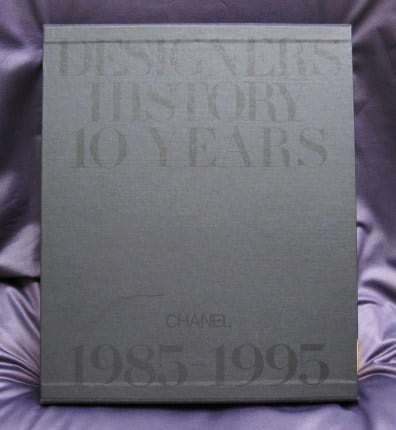 DESIGNERS
HISTORY
10 YEARS
CHANEL
1985-1995